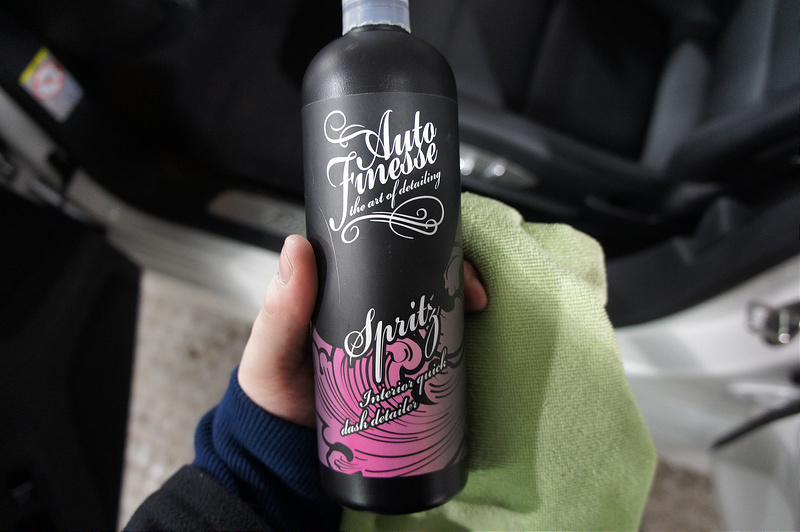 Auto
Finesse
the art of detailing
Spritz
Interior quick
dash detailer